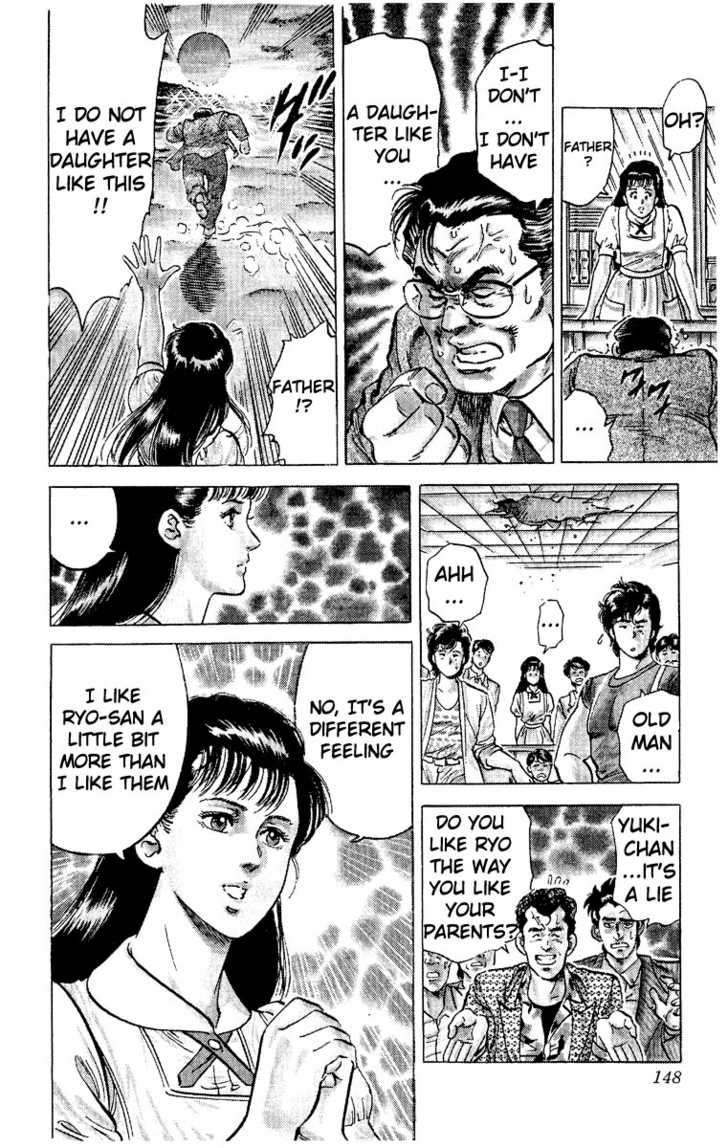 OH?
FATHER
?
...
I-I
DON'T
...
I DON'T
HAVE
A DAUGH-
TER LIKE
YOU
...
I DO NOT
HAVE A
DAUGHTER
LIKE THIS
!!
FATHER
!?
AHH
...
...
OLD
MAN
...
YUKI-
CHAN
...IT'S
A LIE
DO YOU
LIKE RYO
THE WAY
YOU LIKE
YOUR
PARENTS?
...
NO, IT'S A
DIFFERENT
FEELING
I LIKE
RYO-SAN A
LITTLE BIT
MORE THAN
I LIKE THEM
148